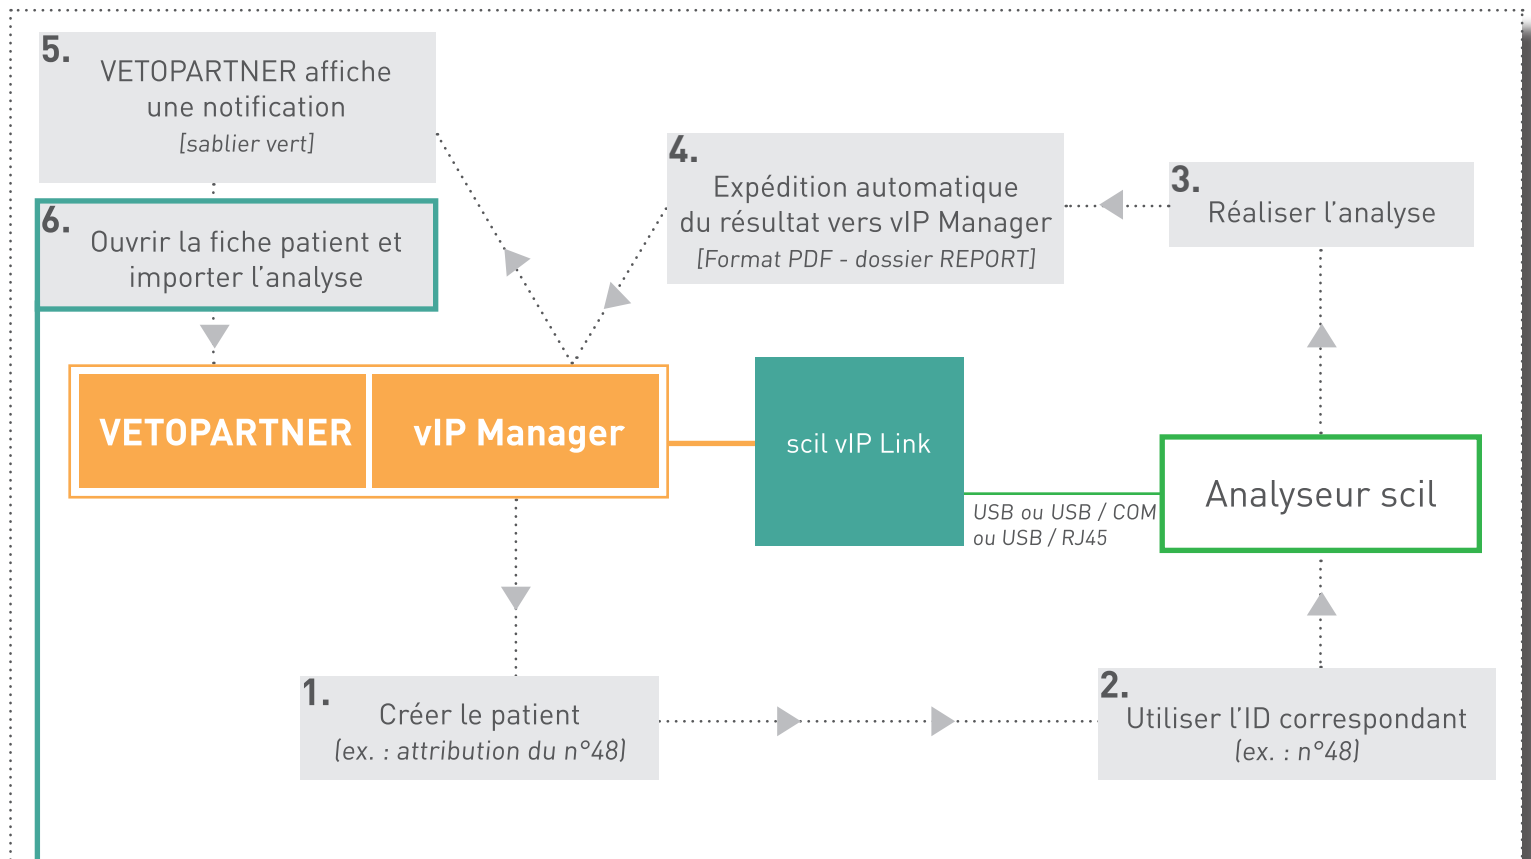 5.
VETOPARTNER affiche
une notification
[sablier vert]
6.
Ouvrir la fiche patient et
importer l'analyse
4.
Expédition automatique
du résultat vers vIP Manager
[Format PDF - dossier REPORT]
3.
Réaliser l'analyse
VETOPARTNER
vIP Manager
scil vIP Link
USB ou USB / COM
ou USB / RJ45
Analyseur scil
1.
Créer le patient
(ex. : attribution du n°48)
2.
Utiliser l'ID correspondant
(ex. : n°48)